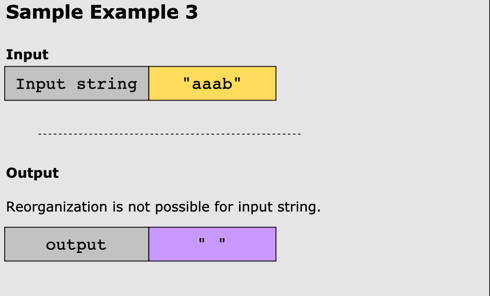 Sample Example 3
Input
Input string "aaab"
Output
Reorganization is not possible for input string.
output " "